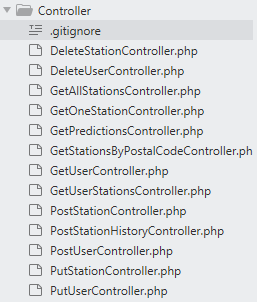 Controller
.gitignore
DeleteStationController.php
DeleteUserController.php
GetAllStationsController.php
GetOneStationController.php
GetPredictionsController.php
GetStationsByPostalCodeController.ph
GetUserController.php
GetUserStationsController.php
PostStationController.php
PostStationHistoryController.php
PostUserController.php
PutStationController.php
PutUserController.php